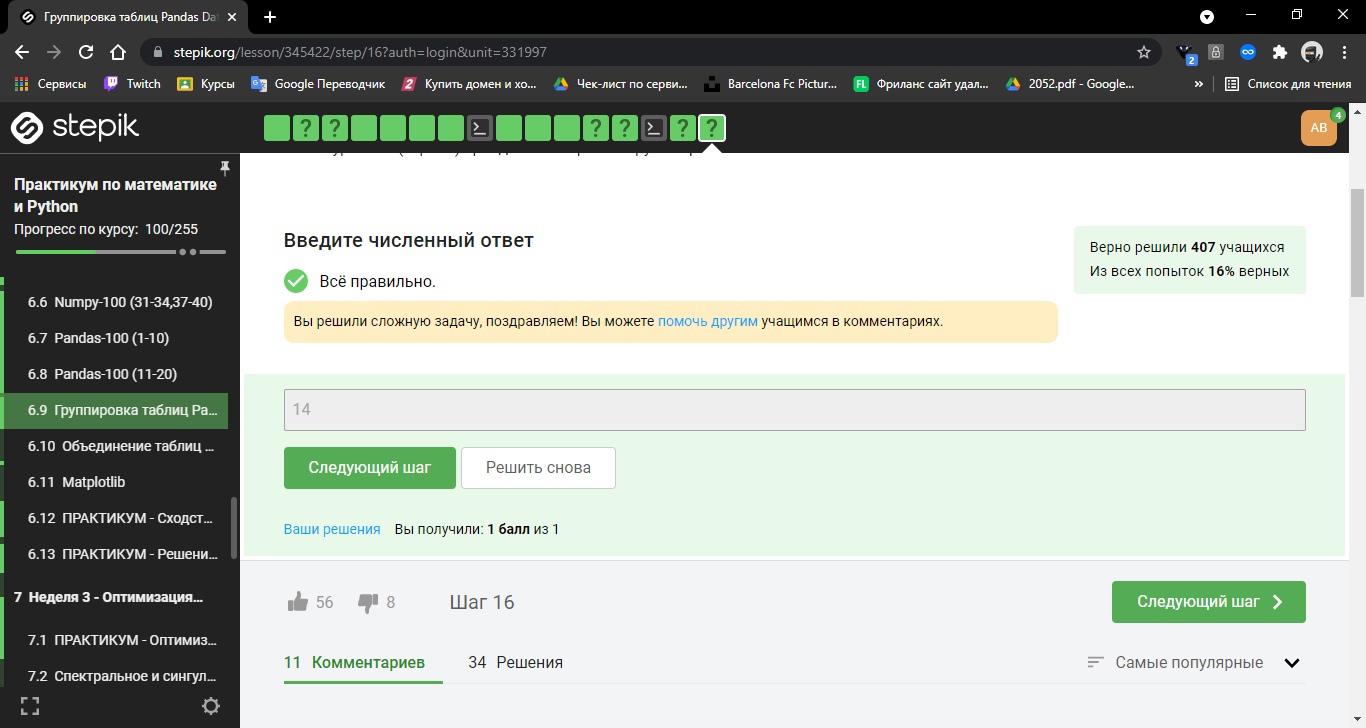 Группировка таблиц Pandas Da
stepik.org/lesson/345422/step/16?auth=login&unit=331997
2
Сервисы
Twitch
Курсы
Google Переводчик
Купить домен и хо...
Чек-лист по серви...
Barcelona Fc Pictur...
FL Фриланс сайт удал...
2052.pdf - Google...
»
Список для чтения
stepik
? ? ? ? ? ?
AB
4
Практикум по математике
и Python
Прогресс по курсу: 100/255
6.6 Numpy-100 (31-34,37-40)
6.7 Pandas-100 (1-10)
6.8 Pandas-100 (11-20)
6.9 Группировка таблиц Pa...
6.10 Объединение таблиц ...
6.11 Matplotlib
6.12 ПРАКТИКУМ - Сходст...
6.13 ПРАКТИКУМ - Решени...
7 Неделя 3 - Оптимизация...
7.1 ПРАКТИКУМ - Оптимиз...
7.2 Спектральное и сингул...
Введите численный ответ
Всё правильно.
Вы решили сложную задачу, поздравляем! Вы можете помочь другим учащимся в комментариях.
Верно решили 407 учащихся
Из всех попыток 16% верных
14
Следующий шаг
Решить снова
Ваши решения Вы получили: 1 балл из 1
56
8
Шаг 16
Следующий шаг
11 Комментариев
34 Решения
Самые популярные